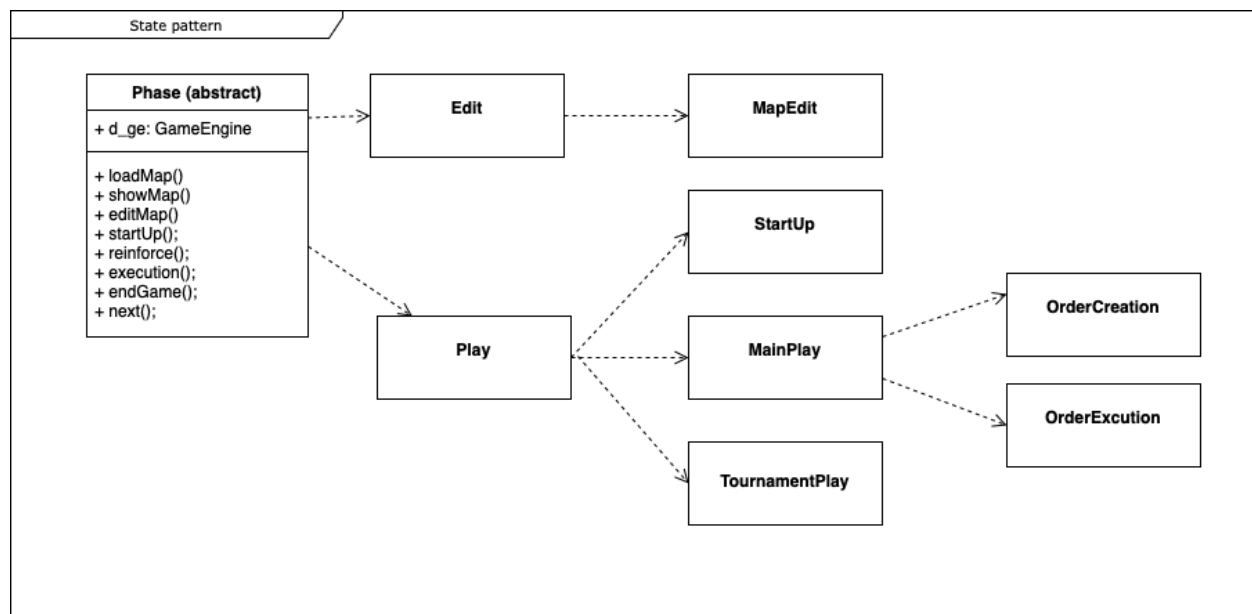 State pattern
Phase (abstract)
+ d_ge: GameEngine
+ loadMap()
+ showMap()
+ editMap()
+ startUp();
+ reinforce();
+ execution();
+ endGame();
+ next();
Edit
MapEdit
StartUp
Play
MainPlay
OrderCreation
OrderExcution
TournamentPlay